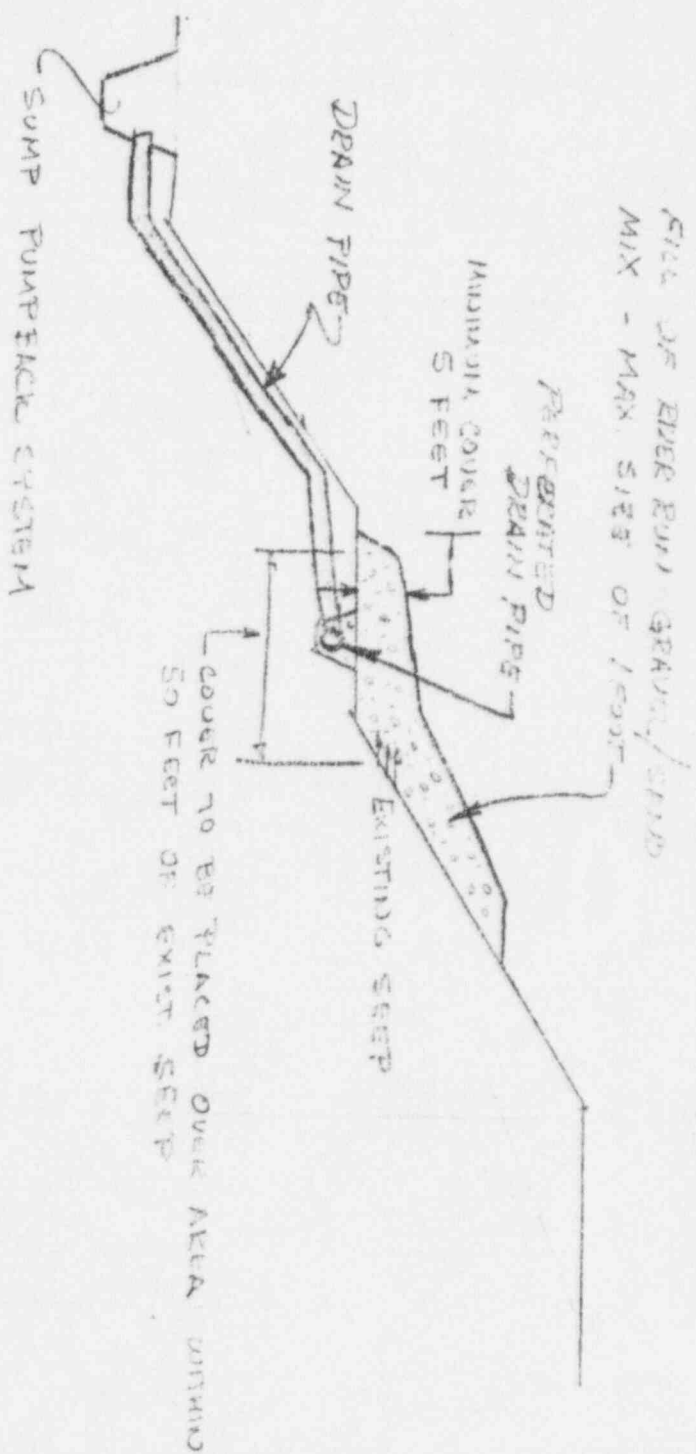 FILL OF RIVER RUN GRAVEL/SAND
MIX - MAX SIZE OF 1 FOOT
PERFORATED
DRAIN PIPE
MINIMUM COVER
5 FEET
DRAIN PIPE
EXISTING SEEP
COVER TO BE PLACED OVER AREA WITHIN
50 FEET OF EXIST. SEEP
SUMP PUMPBACK SYSTEM